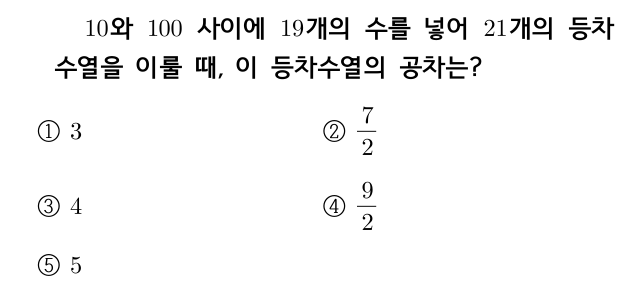 10와 100 사이에 19개의 수를 넣어 21개의 등차
수열을 이룰 때, 이 등차수열의 공차는?
① 3 ② 7/2
③ 4 ④ 9/2
⑤ 5